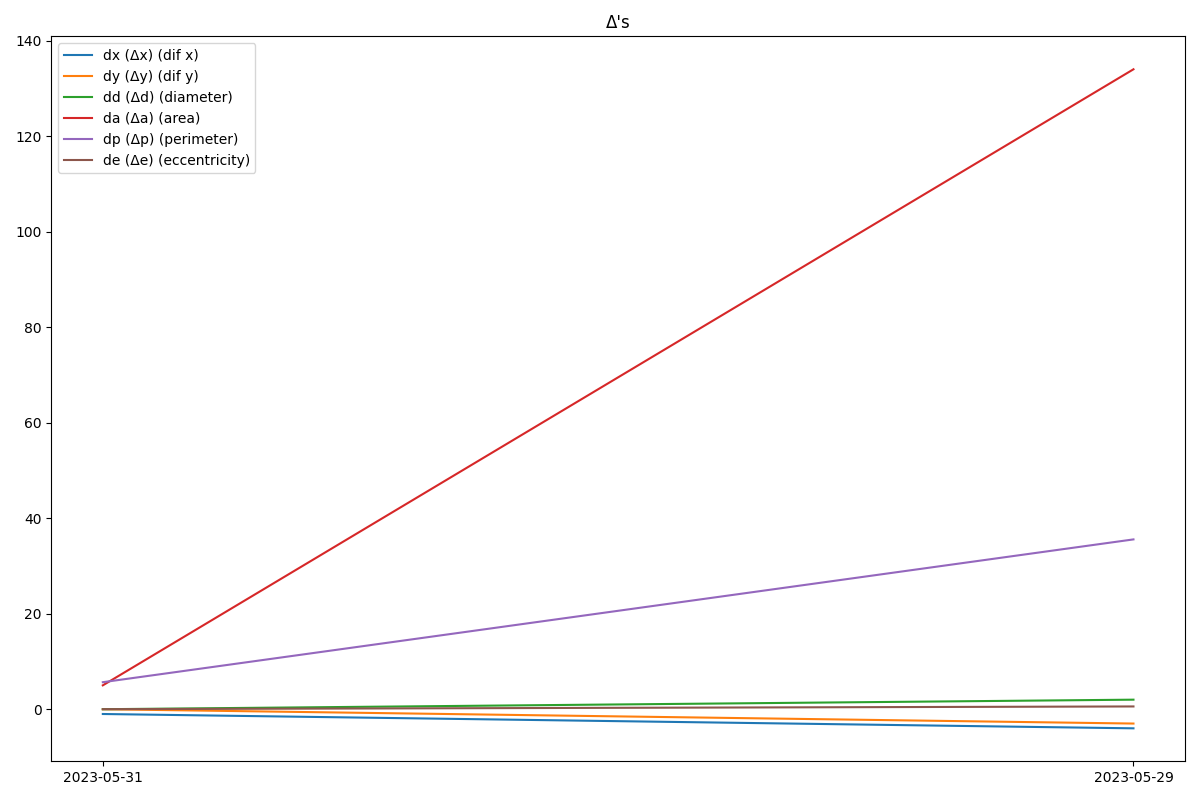 Δ's
140
120
100
80
60
40
20
0
dx (Δx) (dif x)
dy (Δy) (dif y)
dd (Δd) (diameter)
da (Δa) (area)
dp (Δp) (perimeter)
de (Δe) (eccentricity)
2023-05-31
2023-05-29